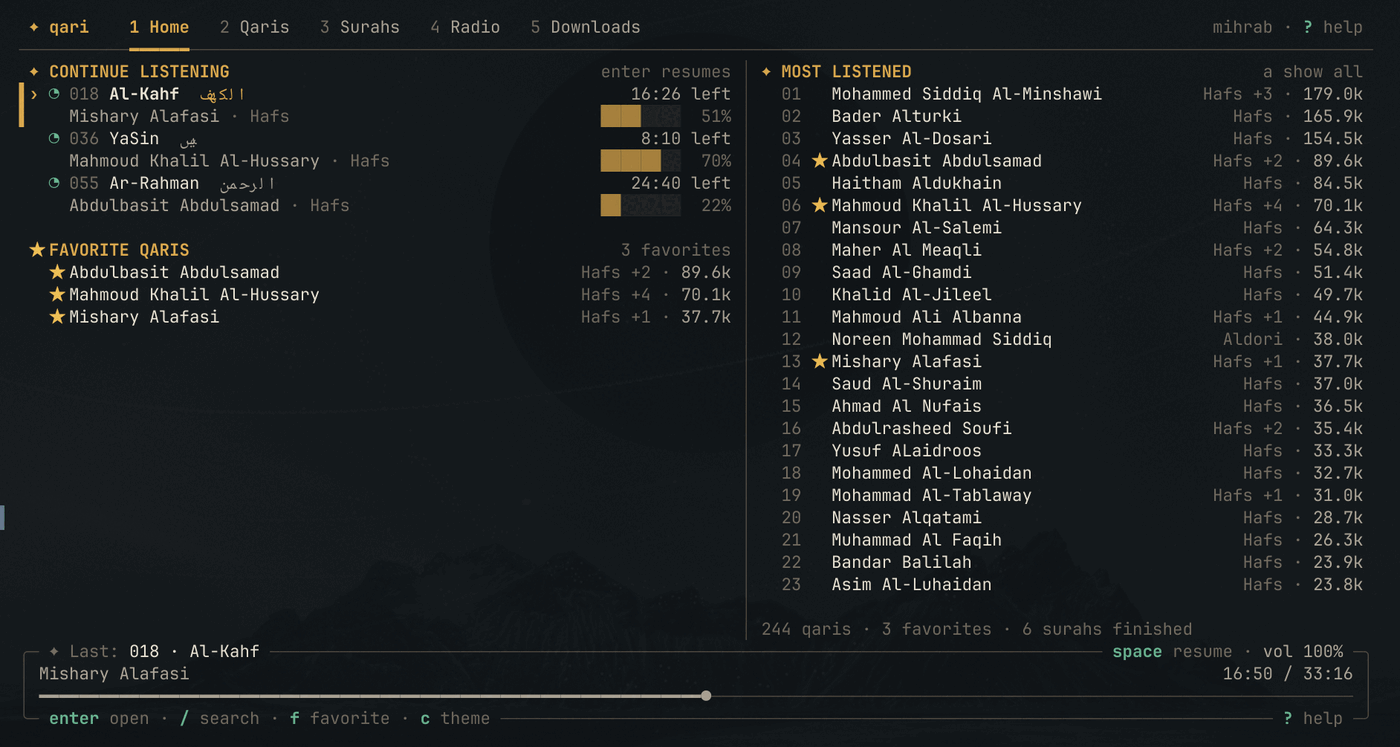 ✦ qari 1 Home 2 Qaris 3 Surahs 4 Radio 5 Downloads mihrab · ? help
✦ CONTINUE LISTENING enter resumes
› 018 Al-Kahf الكهف 16:26 left
Mishary Alafasi · Hafs 51%
036 YaSin يس 8:10 left
Mahmoud Khalil Al-Hussary · Hafs 70%
055 Ar-Rahman الرحمن 24:40 left
Abdulbasit Abdulsamad · Hafs 22%
★ FAVORITE QARIS 3 favorites
★ Abdulbasit Abdulsamad Hafs +2 · 89.6k
★ Mahmoud Khalil Al-Hussary Hafs +4 · 70.1k
★ Mishary Alafasi Hafs +1 · 37.7k
✦ MOST LISTENED a show all
01 Mohammed Siddiq Al-Minshawi Hafs +3 · 179.0k
02 Bader Alturki Hafs · 165.9k
03 Yasser Al-Dosari Hafs · 154.5k
04 ★ Abdulbasit Abdulsamad Hafs +2 · 89.6k
05 Haitham Aldukhain Hafs · 84.5k
06 ★ Mahmoud Khalil Al-Hussary Hafs +4 · 70.1k
07 Mansour Al-Salemi Hafs · 64.3k
08 Maher Al Meaqli Hafs +2 · 54.8k
09 Saad Al-Ghamdi Hafs · 51.4k
10 Khalid Al-Jileel Hafs · 49.7k
11 Mahmoud Ali Albanna Hafs +1 · 44.9k
12 Noreen Mohammad Siddiq Aldori · 38.0k
13 ★ Mishary Alafasi Hafs +1 · 37.7k
14 Saud Al-Shuraim Hafs · 37.0k
15 Ahmad Al Nufais Hafs · 36.5k
16 Abdulrasheed Soufi Hafs +2 · 35.4k
17 Yusuf ALaidroos Hafs · 33.3k
18 Mohammed Al-Lohaidan Hafs · 32.7k
19 Mohammad Al-Tablaway Hafs +1 · 31.0k
20 Nasser Alqatami Hafs · 28.7k
21 Muhammad Al Faqih Hafs · 26.3k
22 Bandar Balilah Hafs · 23.9k
23 Asim Al-Luhaidan Hafs · 23.8k
244 qaris · 3 favorites · 6 surahs finished
✦ Last: 018 · Al-Kahf space resume · vol 100%
Mishary Alafasi 16:50 / 33:16
enter open · / search · f favorite · c theme ? help